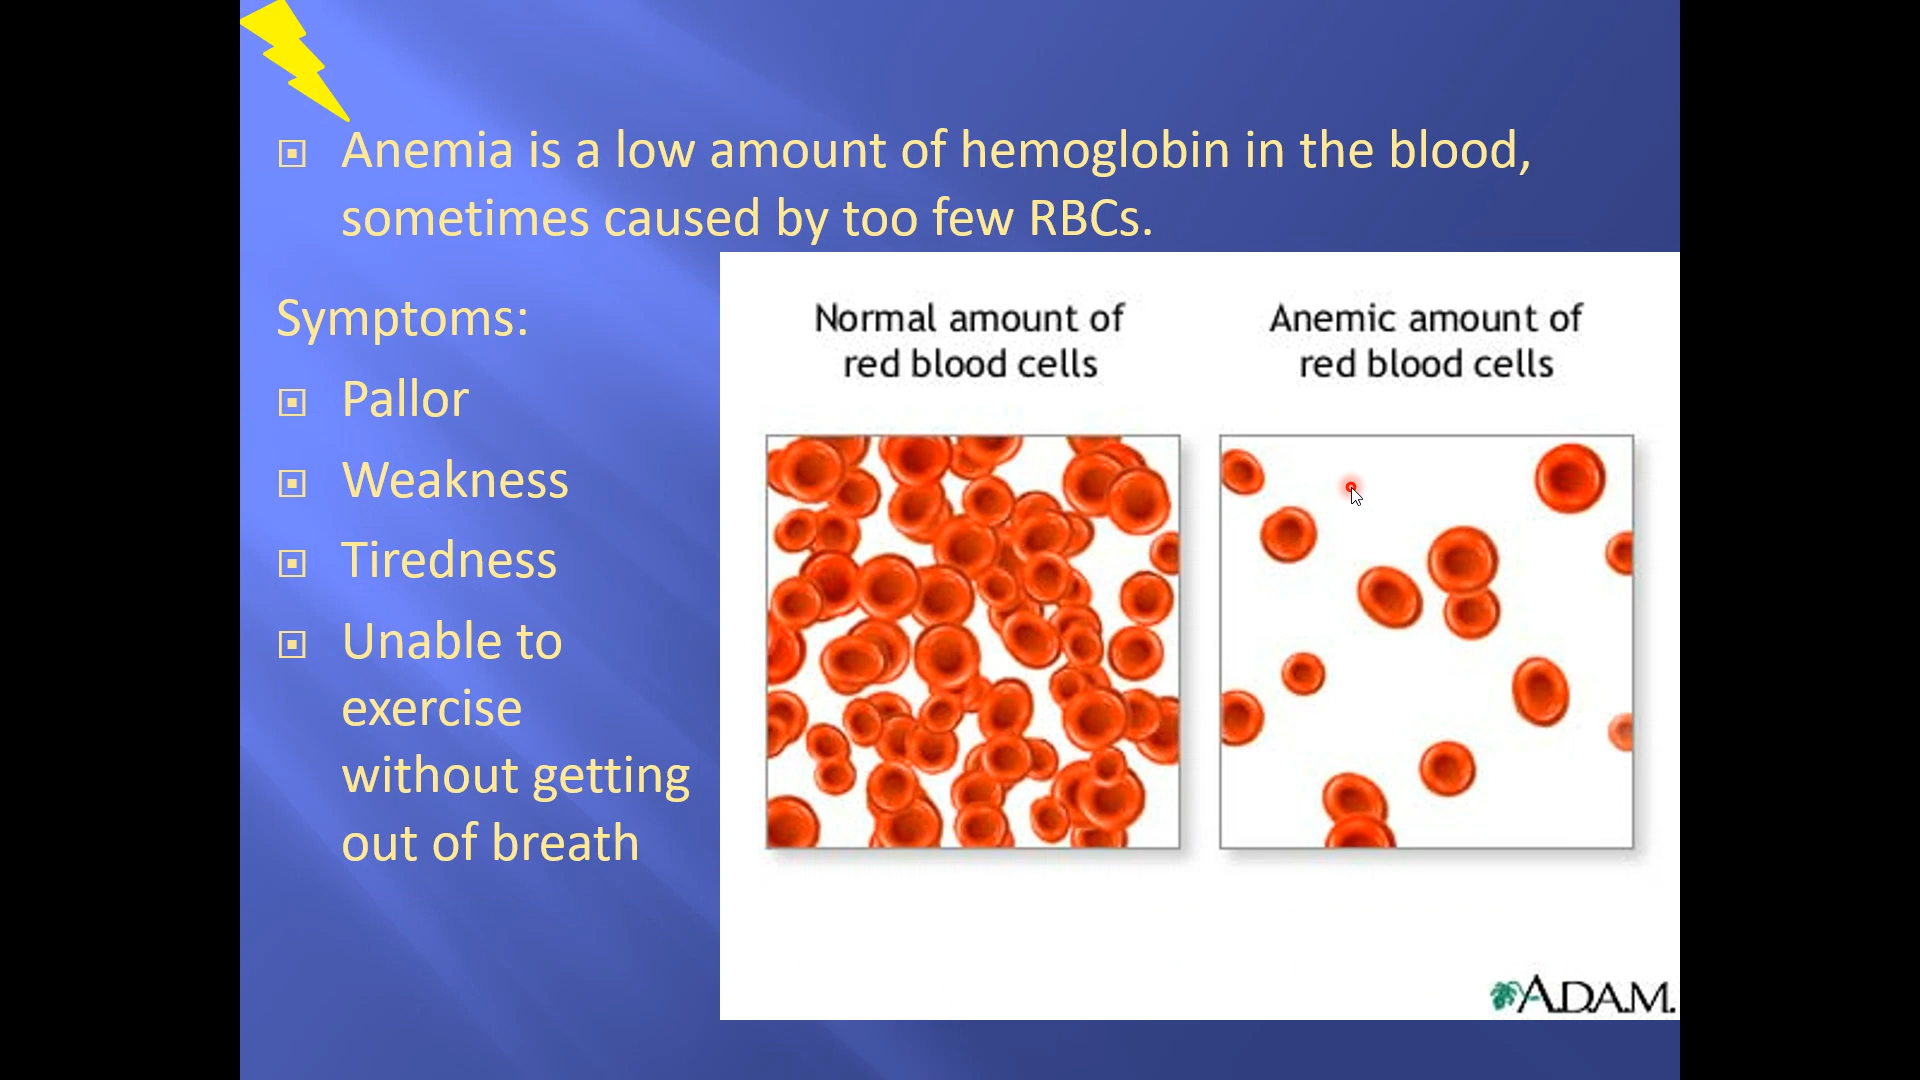 Anemia is a low amount of hemoglobin in the blood,
sometimes caused by too few RBCs.
Symptoms:
Pallor
Weakness
Tiredness
Unable to
exercise
without getting
out of breath
Normal amount of
red blood cells
Anemic amount of
red blood cells
A.D.A.M.